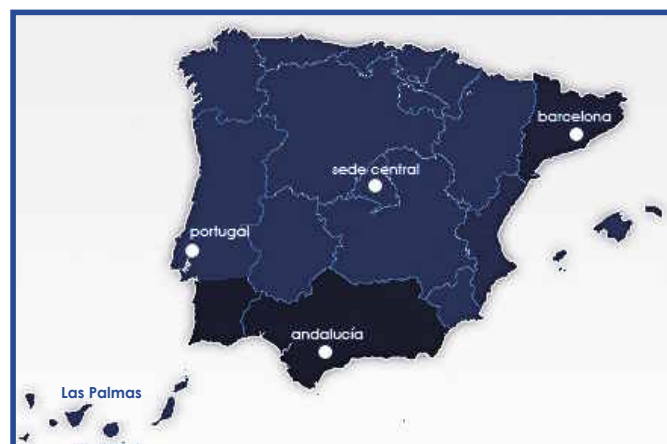 barcelona
sede central
portugal
andalucía
Las Palmas